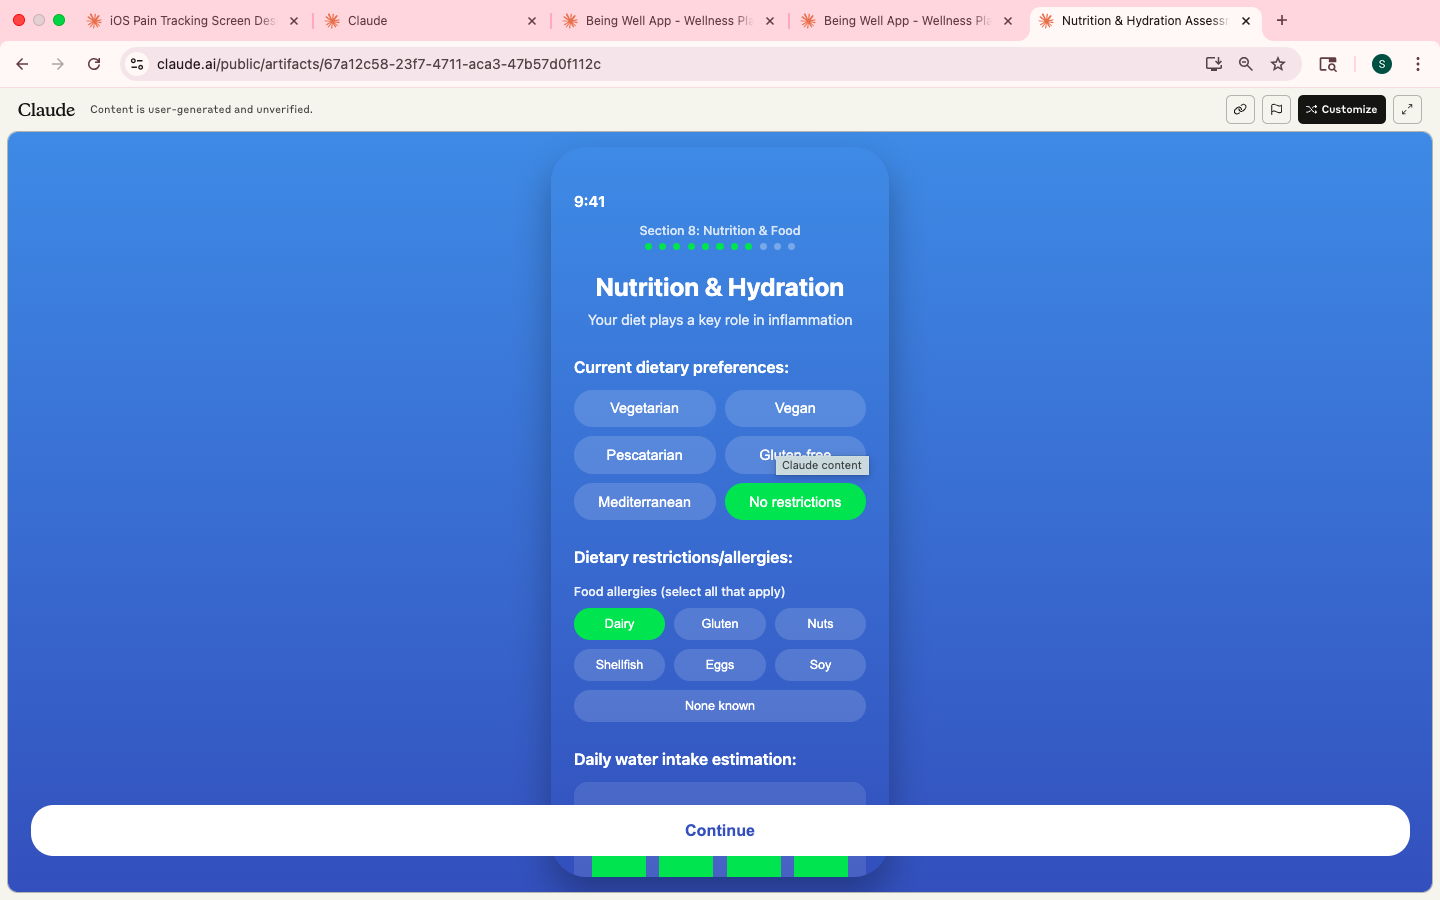 iOS Pain Tracking Screen Des
Claude
Being Well App - Wellness Pla
Being Well App - Wellness Pla
Nutrition & Hydration Assessm
claude.ai/public/artifacts/67a12c58-23f7-4711-aca3-47b57d0f112c
S
Claude
Content is user-generated and unverified.
Customize
9:41
Section 8: Nutrition & Food
Nutrition & Hydration
Your diet plays a key role in inflammation
Current dietary preferences:
Vegetarian
Vegan
Pescatarian
Gluten-free
Claude content
Mediterranean
No restrictions
Dietary restrictions/allergies:
Food allergies (select all that apply)
Dairy
Gluten
Nuts
Shellfish
Eggs
Soy
None known
Daily water intake estimation:
Continue